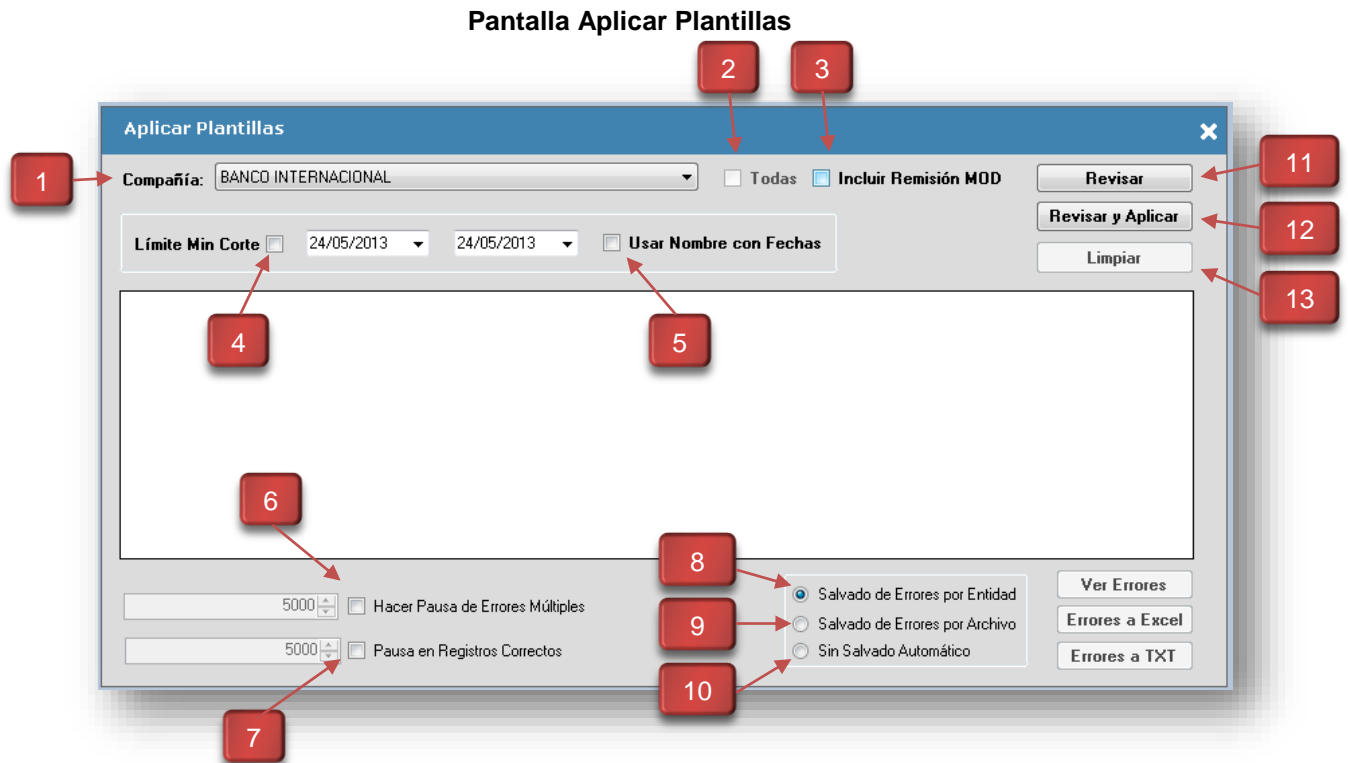 Pantalla Aplicar Plantillas
2 3
Aplicar Plantillas
1 Compañía: BANCO INTERNACIONAL Todas Incluir Remisión MOD Revisar 11
Límite Min Corte 24/05/2013 24/05/2013 Usar Nombre con Fechas Revisar y Aplicar 12
Limpiar
13
4 5
6
8
5000 Hacer Pausa de Errores Múltiples Salvado de Errores por Entidad Ver Errores
9 Salvado de Errores por Archivo Errores a Excel
5000 Pausa en Registros Correctos Sin Salvado Automático Errores a TXT
10
7